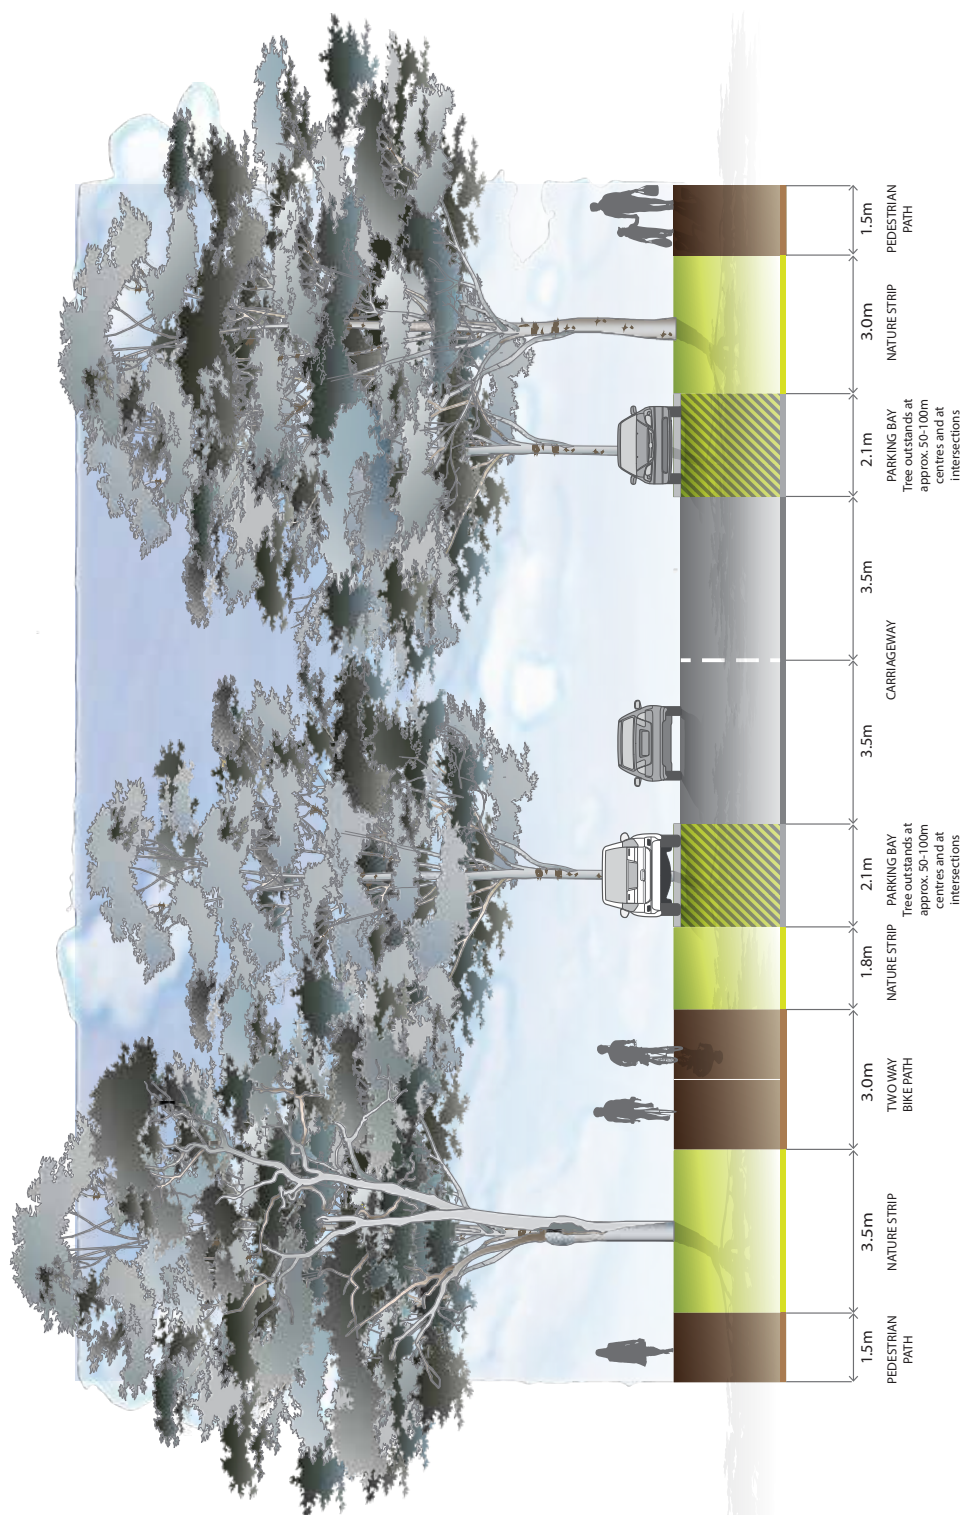 1.5m
3.5m
3.0m
1.8m
2.1m
3.5m
3.5m
2.1m
3.0m
1.5m
PEDESTRIAN
PATH
NATURE STRIP
TWO WAY
BIKE PATH
NATURE STRIP
PARKING BAY
Tree outstands at
approx. 50-100m
centres and at
intersections
CARRIAGEWAY
PARKING BAY
Tree outstands at
approx. 50-100m
centres and at
intersections
NATURE STRIP
PEDESTRIAN
PATH